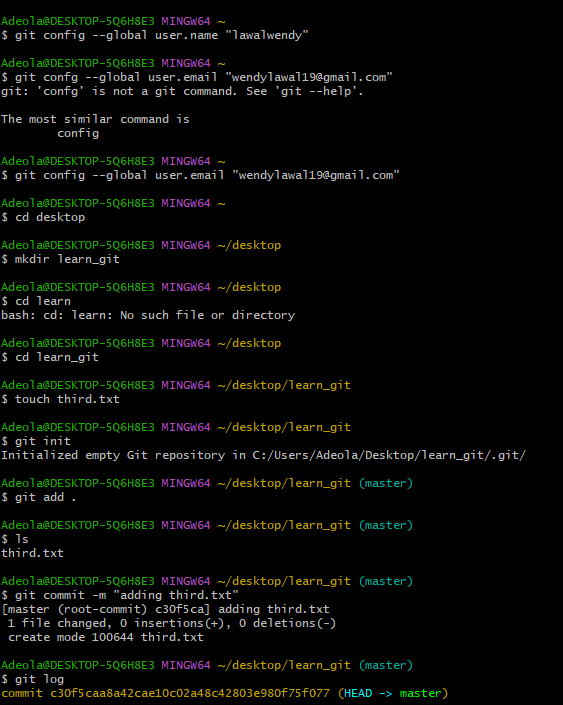 Adeola@DESKTOP-5Q6H8E3 MINGW64 ~
$ git config --global user.name "lawalwendy"
Adeola@DESKTOP-5Q6H8E3 MINGW64 ~
$ git confg --global user.email "wendylawal19@gmail.com"
git: 'confg' is not a git command. See 'git --help'.
The most similar command is
        config
Adeola@DESKTOP-5Q6H8E3 MINGW64 ~
$ git config --global user.email "wendylawal19@gmail.com"
Adeola@DESKTOP-5Q6H8E3 MINGW64 ~
$ cd desktop
Adeola@DESKTOP-5Q6H8E3 MINGW64 ~/desktop
$ mkdir learn_git
Adeola@DESKTOP-5Q6H8E3 MINGW64 ~/desktop
$ cd learn
bash: cd: learn: No such file or directory
Adeola@DESKTOP-5Q6H8E3 MINGW64 ~/desktop
$ cd learn_git
Adeola@DESKTOP-5Q6H8E3 MINGW64 ~/desktop/learn_git
$ touch third.txt
Adeola@DESKTOP-5Q6H8E3 MINGW64 ~/desktop/learn_git
$ git init
Initialized empty Git repository in C:/Users/Adeola/Desktop/learn_git/.git/
Adeola@DESKTOP-5Q6H8E3 MINGW64 ~/desktop/learn_git (master)
$ git add .
Adeola@DESKTOP-5Q6H8E3 MINGW64 ~/desktop/learn_git (master)
$ ls
third.txt
Adeola@DESKTOP-5Q6H8E3 MINGW64 ~/desktop/learn_git (master)
$ git commit -m "adding third.txt"
[master (root-commit) c30f5ca] adding third.txt
 1 file changed, 0 insertions(+), 0 deletions(-)
 create mode 100644 third.txt
Adeola@DESKTOP-5Q6H8E3 MINGW64 ~/desktop/learn_git (master)
$ git log
commit c30f5caa8a42cae10c02a48c42803e980f75f077 (HEAD -> master)